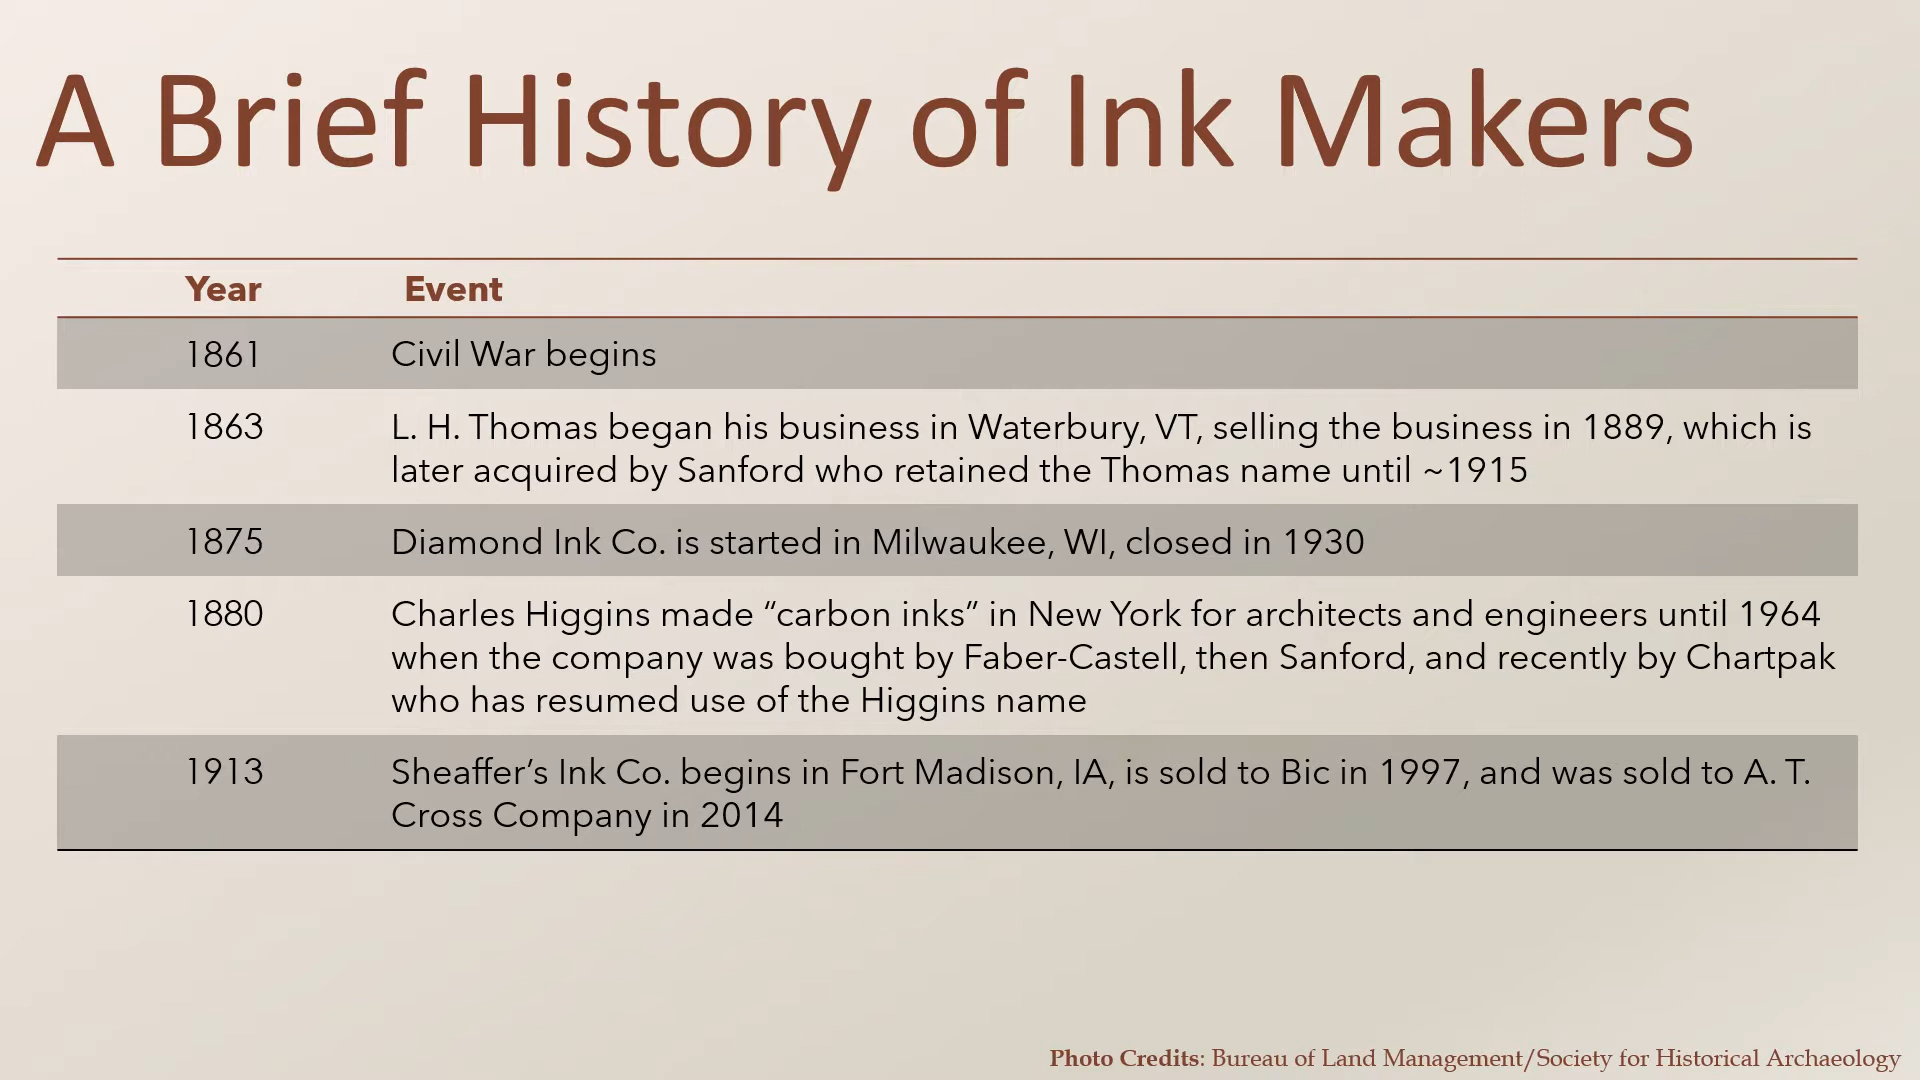 A Brief History of Ink Makers
Year Event
1861 Civil War begins
1863 L. H. Thomas began his business in Waterbury, VT, selling the business in 1889, which is
later acquired by Sanford who retained the Thomas name until ~1915
1875 Diamond Ink Co. is started in Milwaukee, WI, closed in 1930
1880 Charles Higgins made “carbon inks” in New York for architects and engineers until 1964
when the company was bought by Faber-Castell, then Sanford, and recently by Chartpak
who has resumed use of the Higgins name
1913 Sheaffer’s Ink Co. begins in Fort Madison, IA, is sold to Bic in 1997, and was sold to A. T.
Cross Company in 2014
Photo Credits: Bureau of Land Management/Society for Historical Archaeology